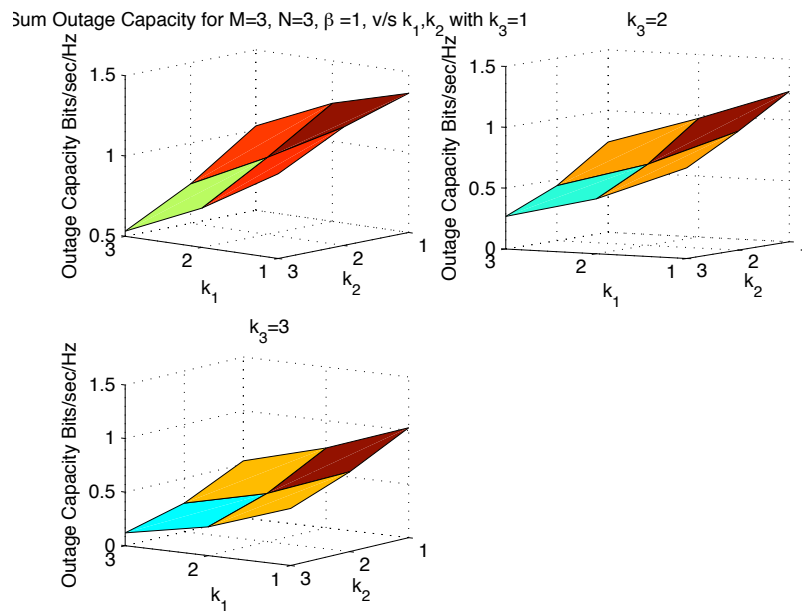 Sum Outage Capacity for M=3, N=3, β =1, v/s k₁,k₂ with k₃=1
k₃=2
Outage Capacity Bits/sec/Hz
1.5
1
0.5
3
2
1
k₁
3
2
1
k₂
Outage Capacity Bits/sec/Hz
1.5
1
0.5
0
3
2
1
k₁
3
2
1
k₂
k₃=3
Outage Capacity Bits/sec/Hz
1.5
1
0.5
0
3
2
1
k₁
3
2
1
k₂